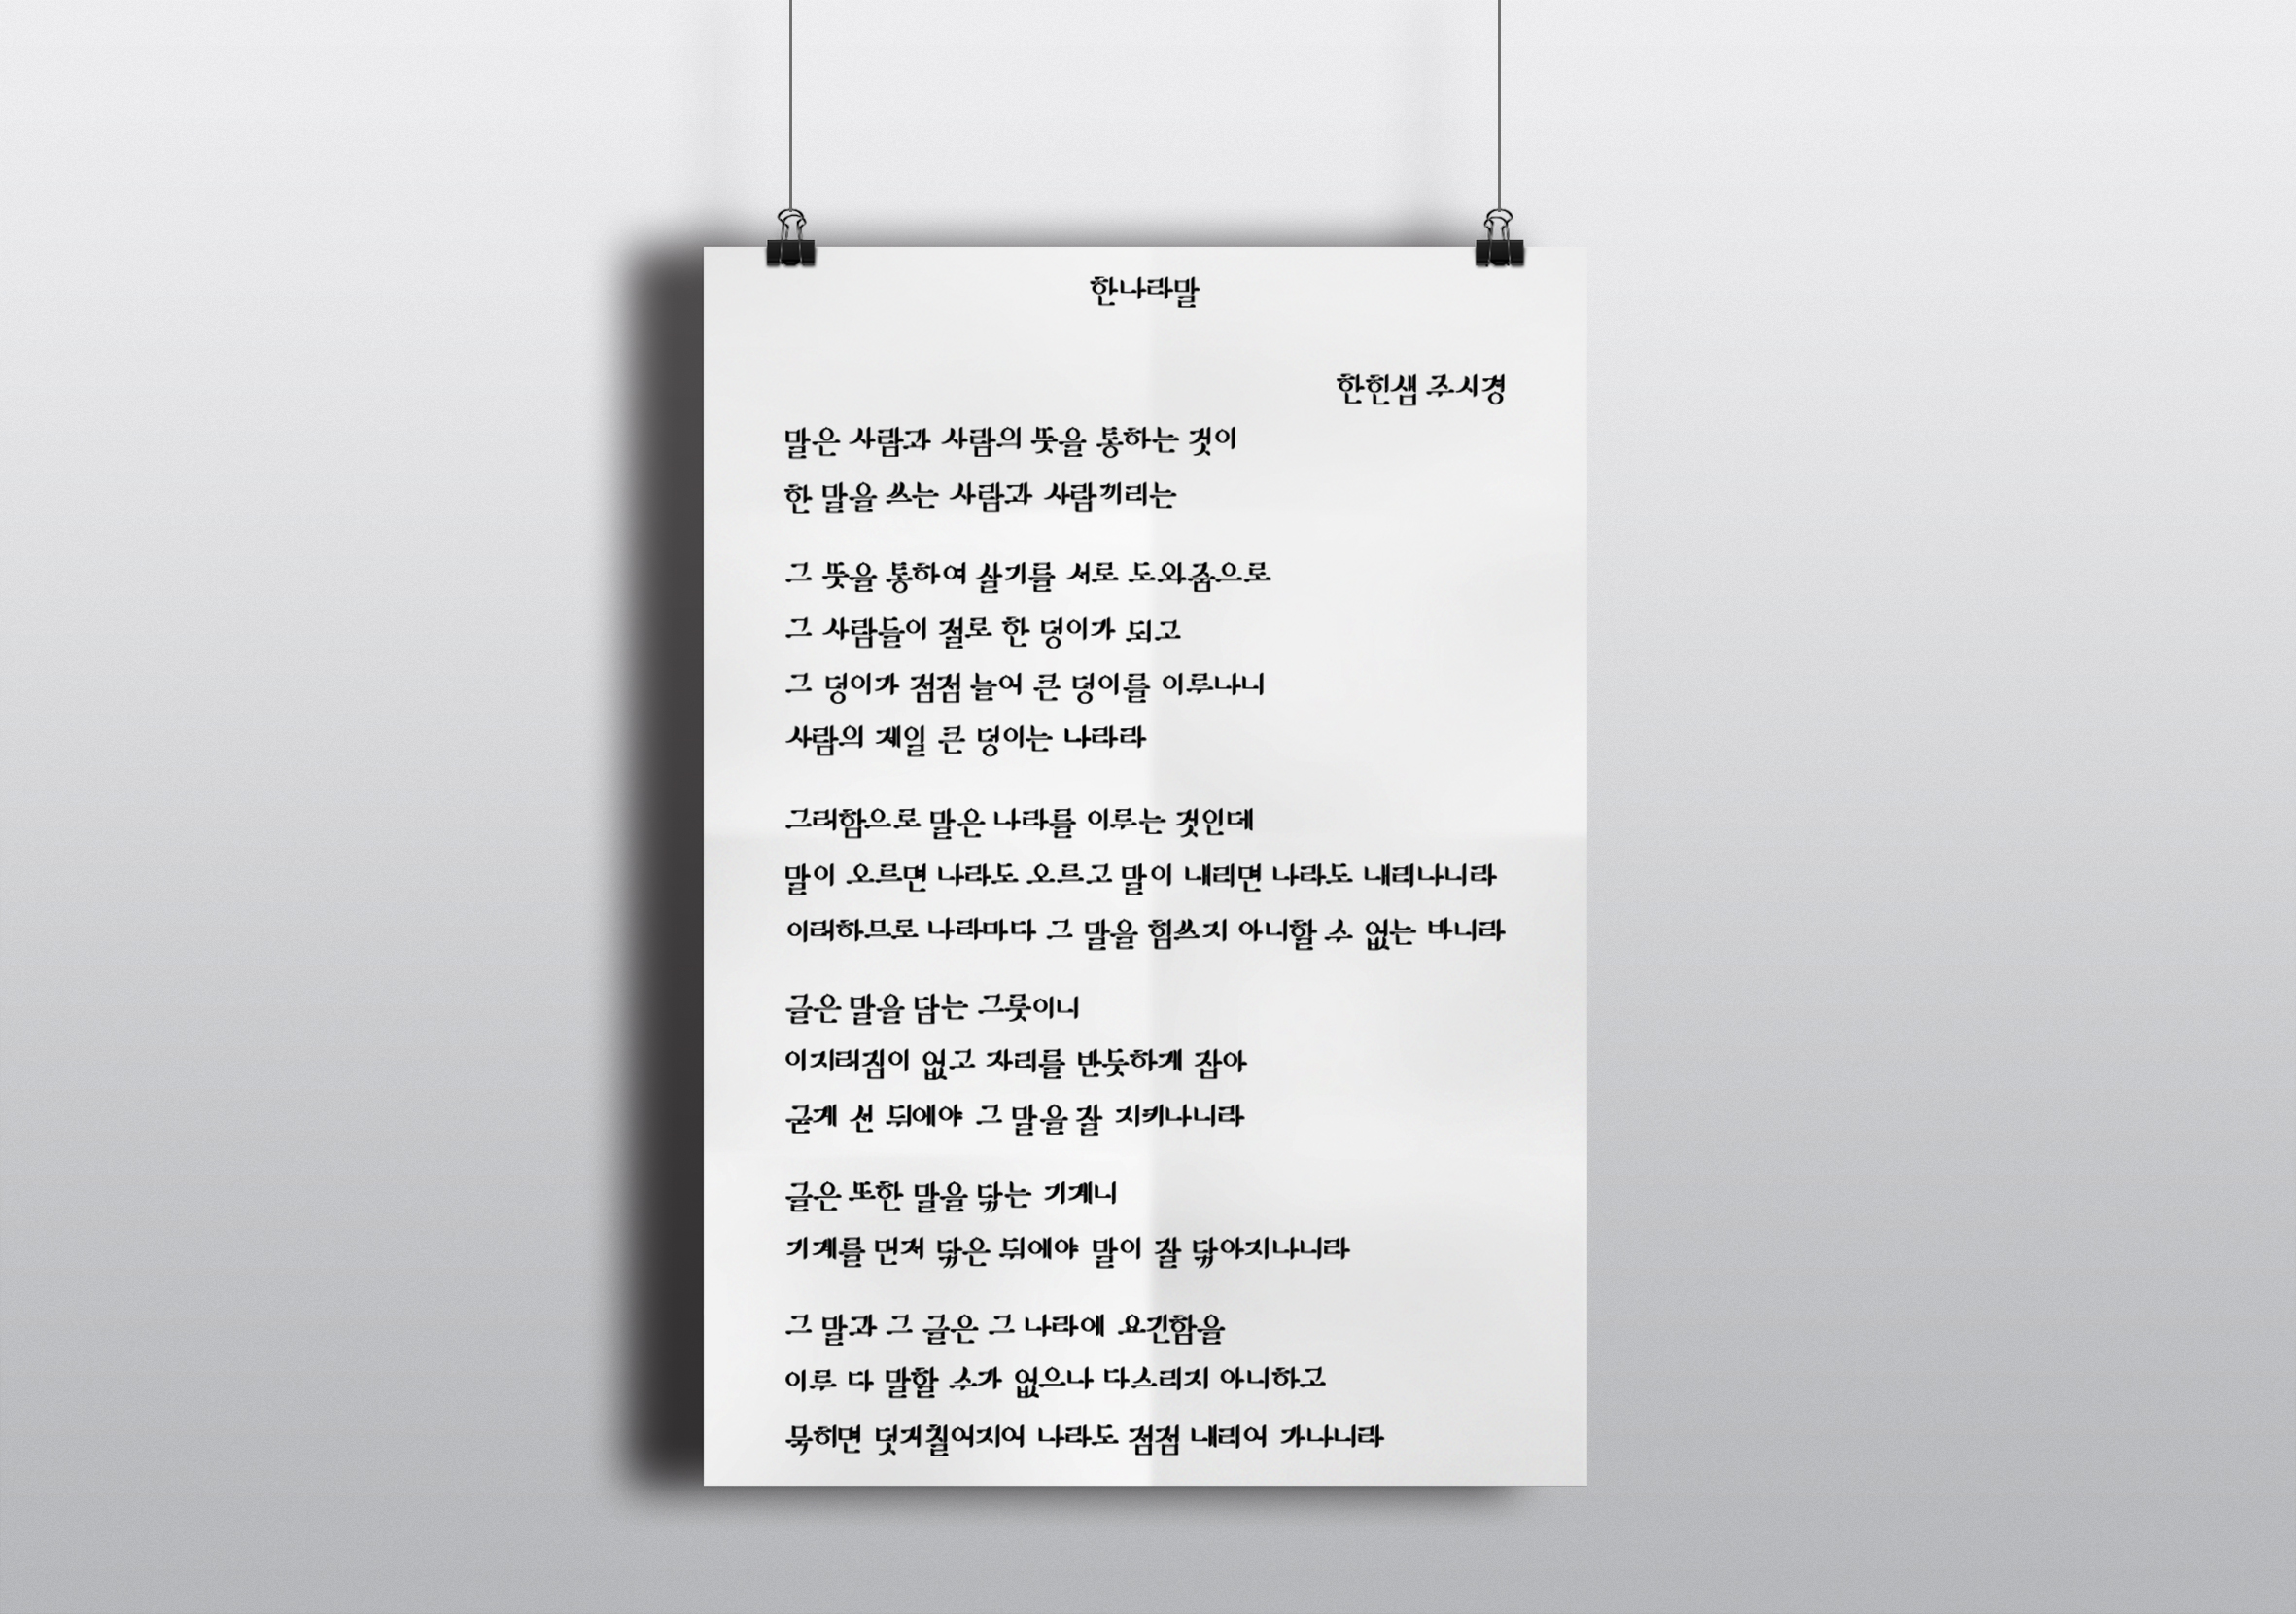 한나라말
한힌샘 주시경
말은 사람과 사람의 뜻을 통하는 것이
한 말을 쓰는 사람과 사람끼리는
그 뜻을 통하여 살기를 서로 도와줌으로
그 사람들이 절로 한 덩이가 되고
그 덩이가 점점 늘어 큰 덩이를 이루나니
사람의 제일 큰 덩이는 나라라
그러함으로 말은 나라를 이루는 것인데
말이 오르면 나라도 오르고 말이 내리면 나라도 내리나니라
이러하므로 나라마다 그 말을 힘쓰지 아니할 수 없는 바니라
글은 말을 담는 그릇이니
이지러짐이 없고 자리를 반듯하게 잡아
굳게 선 뒤에야 그 말을 잘 지키나니라
글은 또한 말을 닦는 기계니
기계를 먼저 닦은 뒤에야 말이 잘 닦아지나니라
그 말과 그 글은 그 나라에 요긴함을
이루 다 말할 수가 없으나 다스리지 아니하고
묵히면 덧거칠어지어 나라도 점점 내리어 가나니라